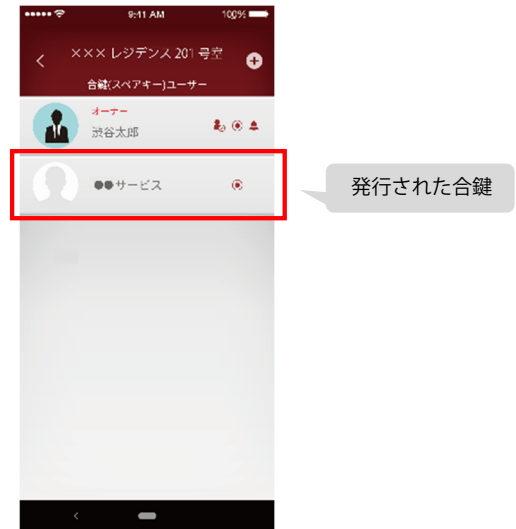 9:41 AM
100%
××× レジデンス 201 号室
合鍵(スペアキー)ユーザー
オーナー
渋谷太郎
●●サービス
発行された合鍵